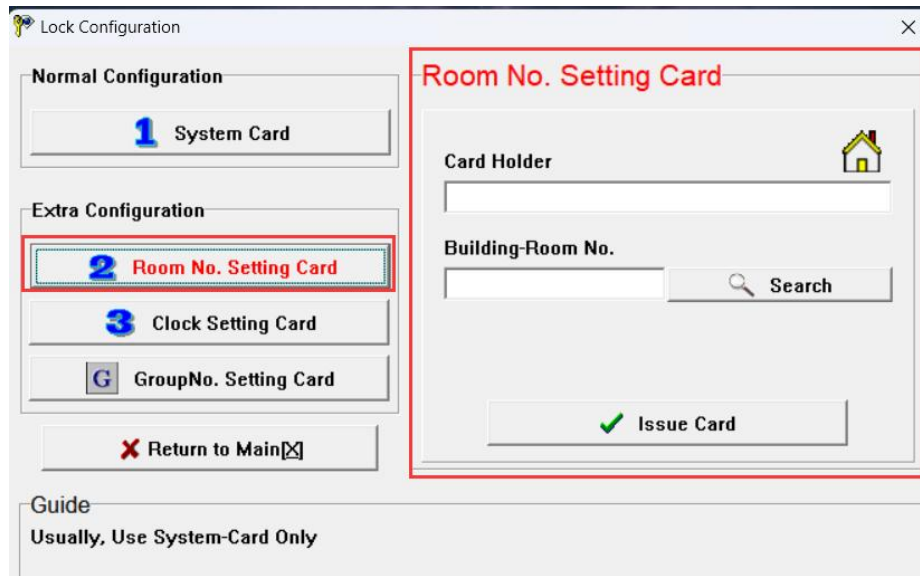 Lock Configuration
Normal Configuration
1 System Card
Extra Configuration
2 Room No. Setting Card
3 Clock Setting Card
G GroupNo. Setting Card
Return to Main[X]
Room No. Setting Card
Card Holder
Building-Room No.
Search
Issue Card
Guide
Usually, Use System-Card Only